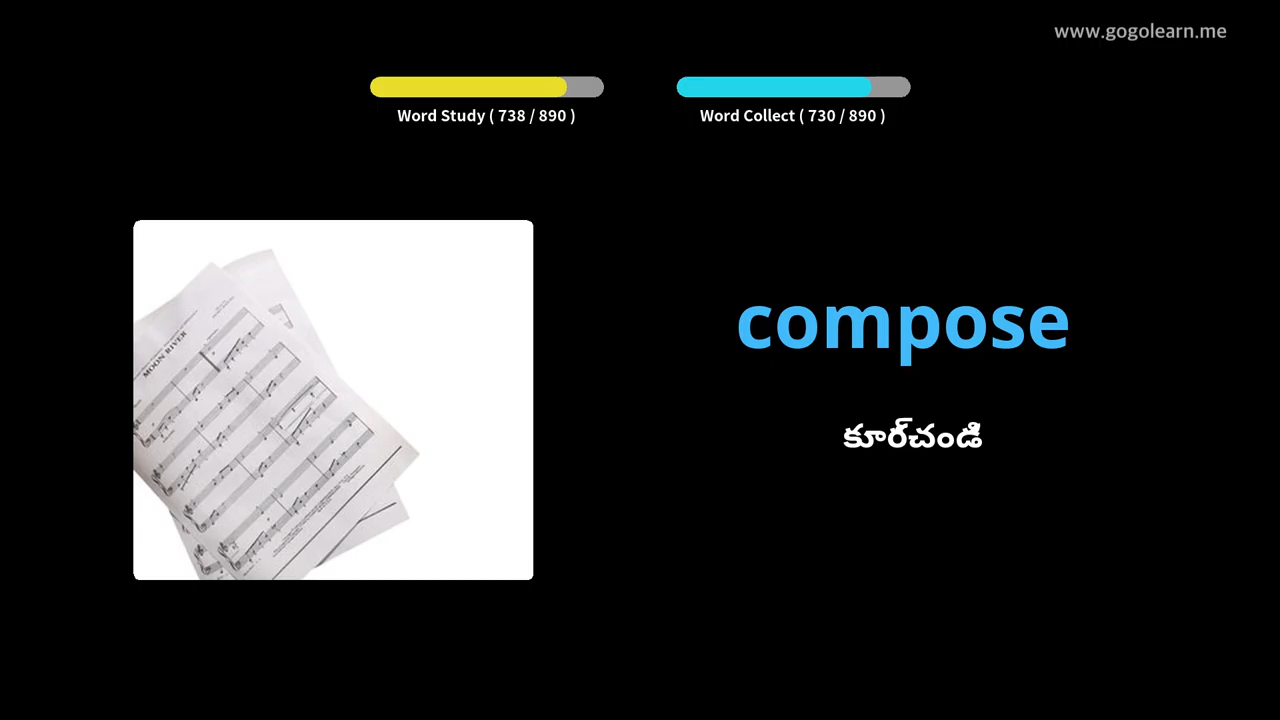 www.gogolearn.me
Word Study ( 738 / 890 )
Word Collect ( 730 / 890 )
MOON RIVER
compose
కూర్‌చండి